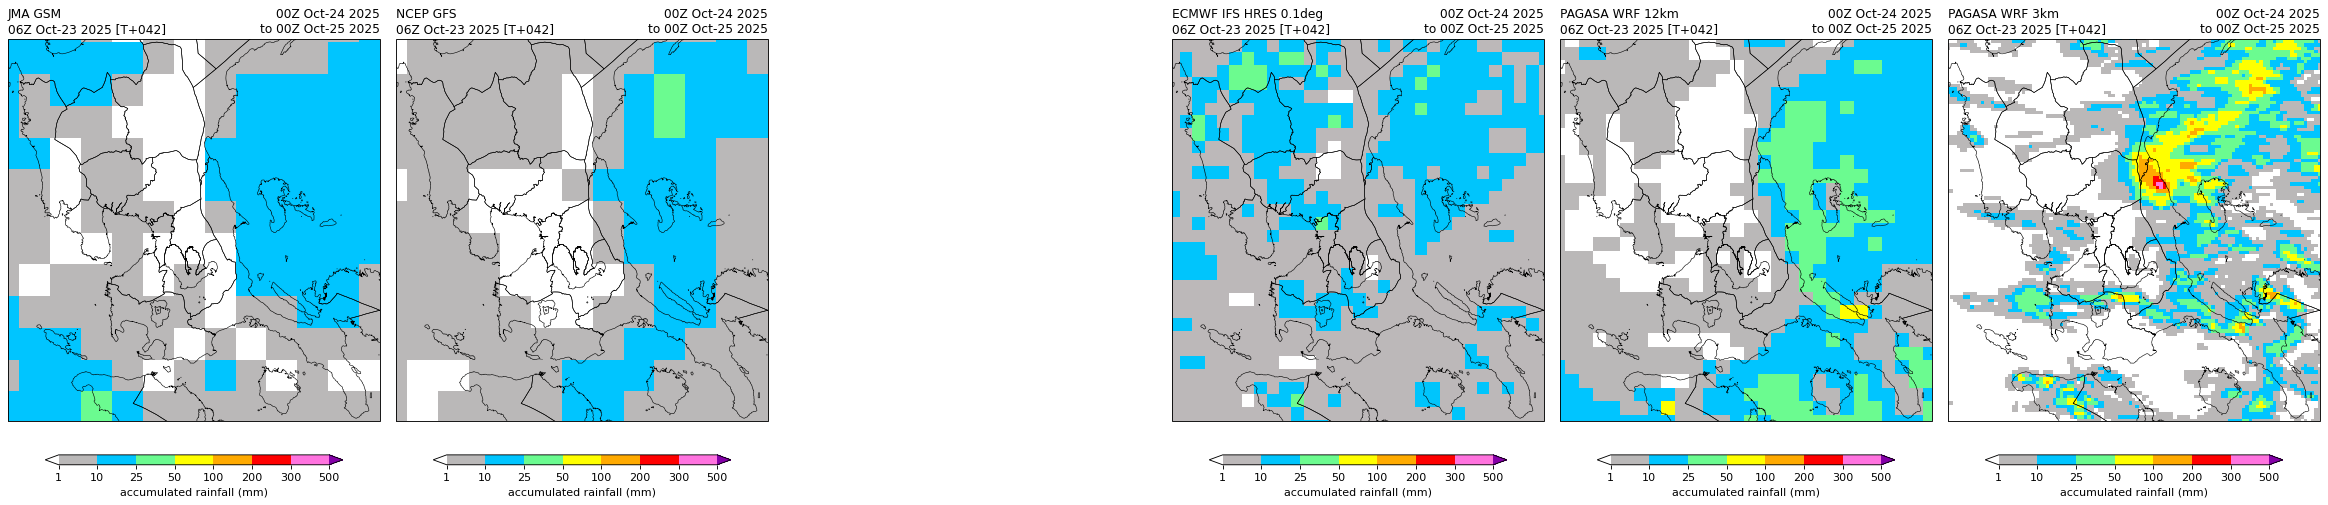 JMA GSM 00Z Oct-24 2025
06Z Oct-23 2025 [T+042] to 00Z Oct-25 2025
1 10 25 50 100 200 300 500
accumulated rainfall (mm)
NCEP GFS 00Z Oct-24 2025
06Z Oct-23 2025 [T+042] to 00Z Oct-25 2025
1 10 25 50 100 200 300 500
accumulated rainfall (mm)
ECMWF IFS HRES 0.1deg 00Z Oct-24 2025
06Z Oct-23 2025 [T+042] to 00Z Oct-25 2025
1 10 25 50 100 200 300 500
accumulated rainfall (mm)
PAGASA WRF 12km 00Z Oct-24 2025
06Z Oct-23 2025 [T+042] to 00Z Oct-25 2025
1 10 25 50 100 200 300 500
accumulated rainfall (mm)
PAGASA WRF 3km 00Z Oct-24 2025
06Z Oct-23 2025 [T+042] to 00Z Oct-25 2025
1 10 25 50 100 200 300 500
accumulated rainfall (mm)